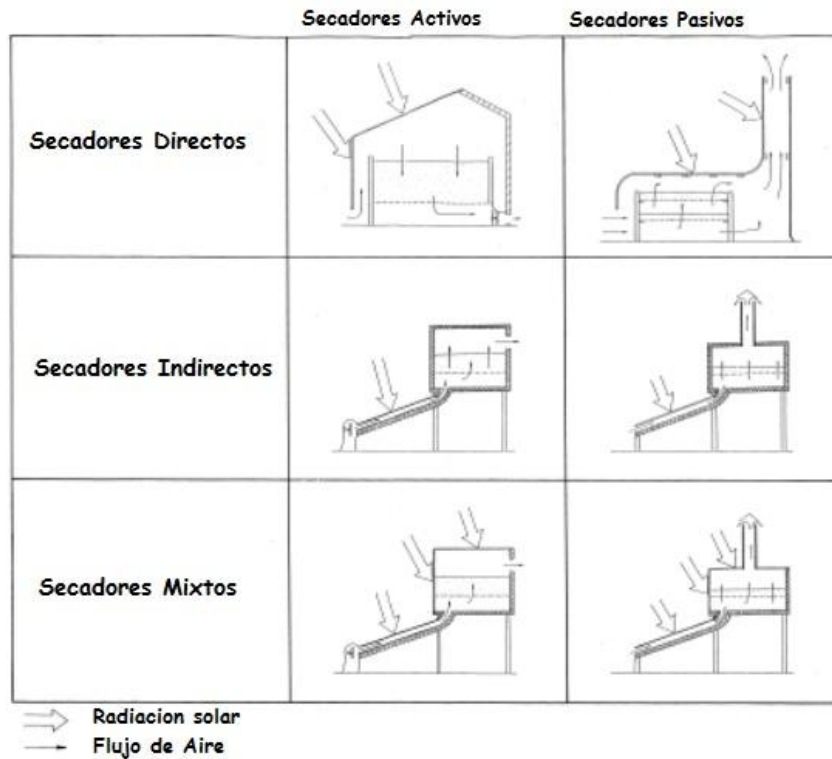 Secadores Activos
Secadores Pasivos
Secadores Directos
Secadores Indirectos
Secadores Mixtos
Radiacion solar
Flujo de Aire